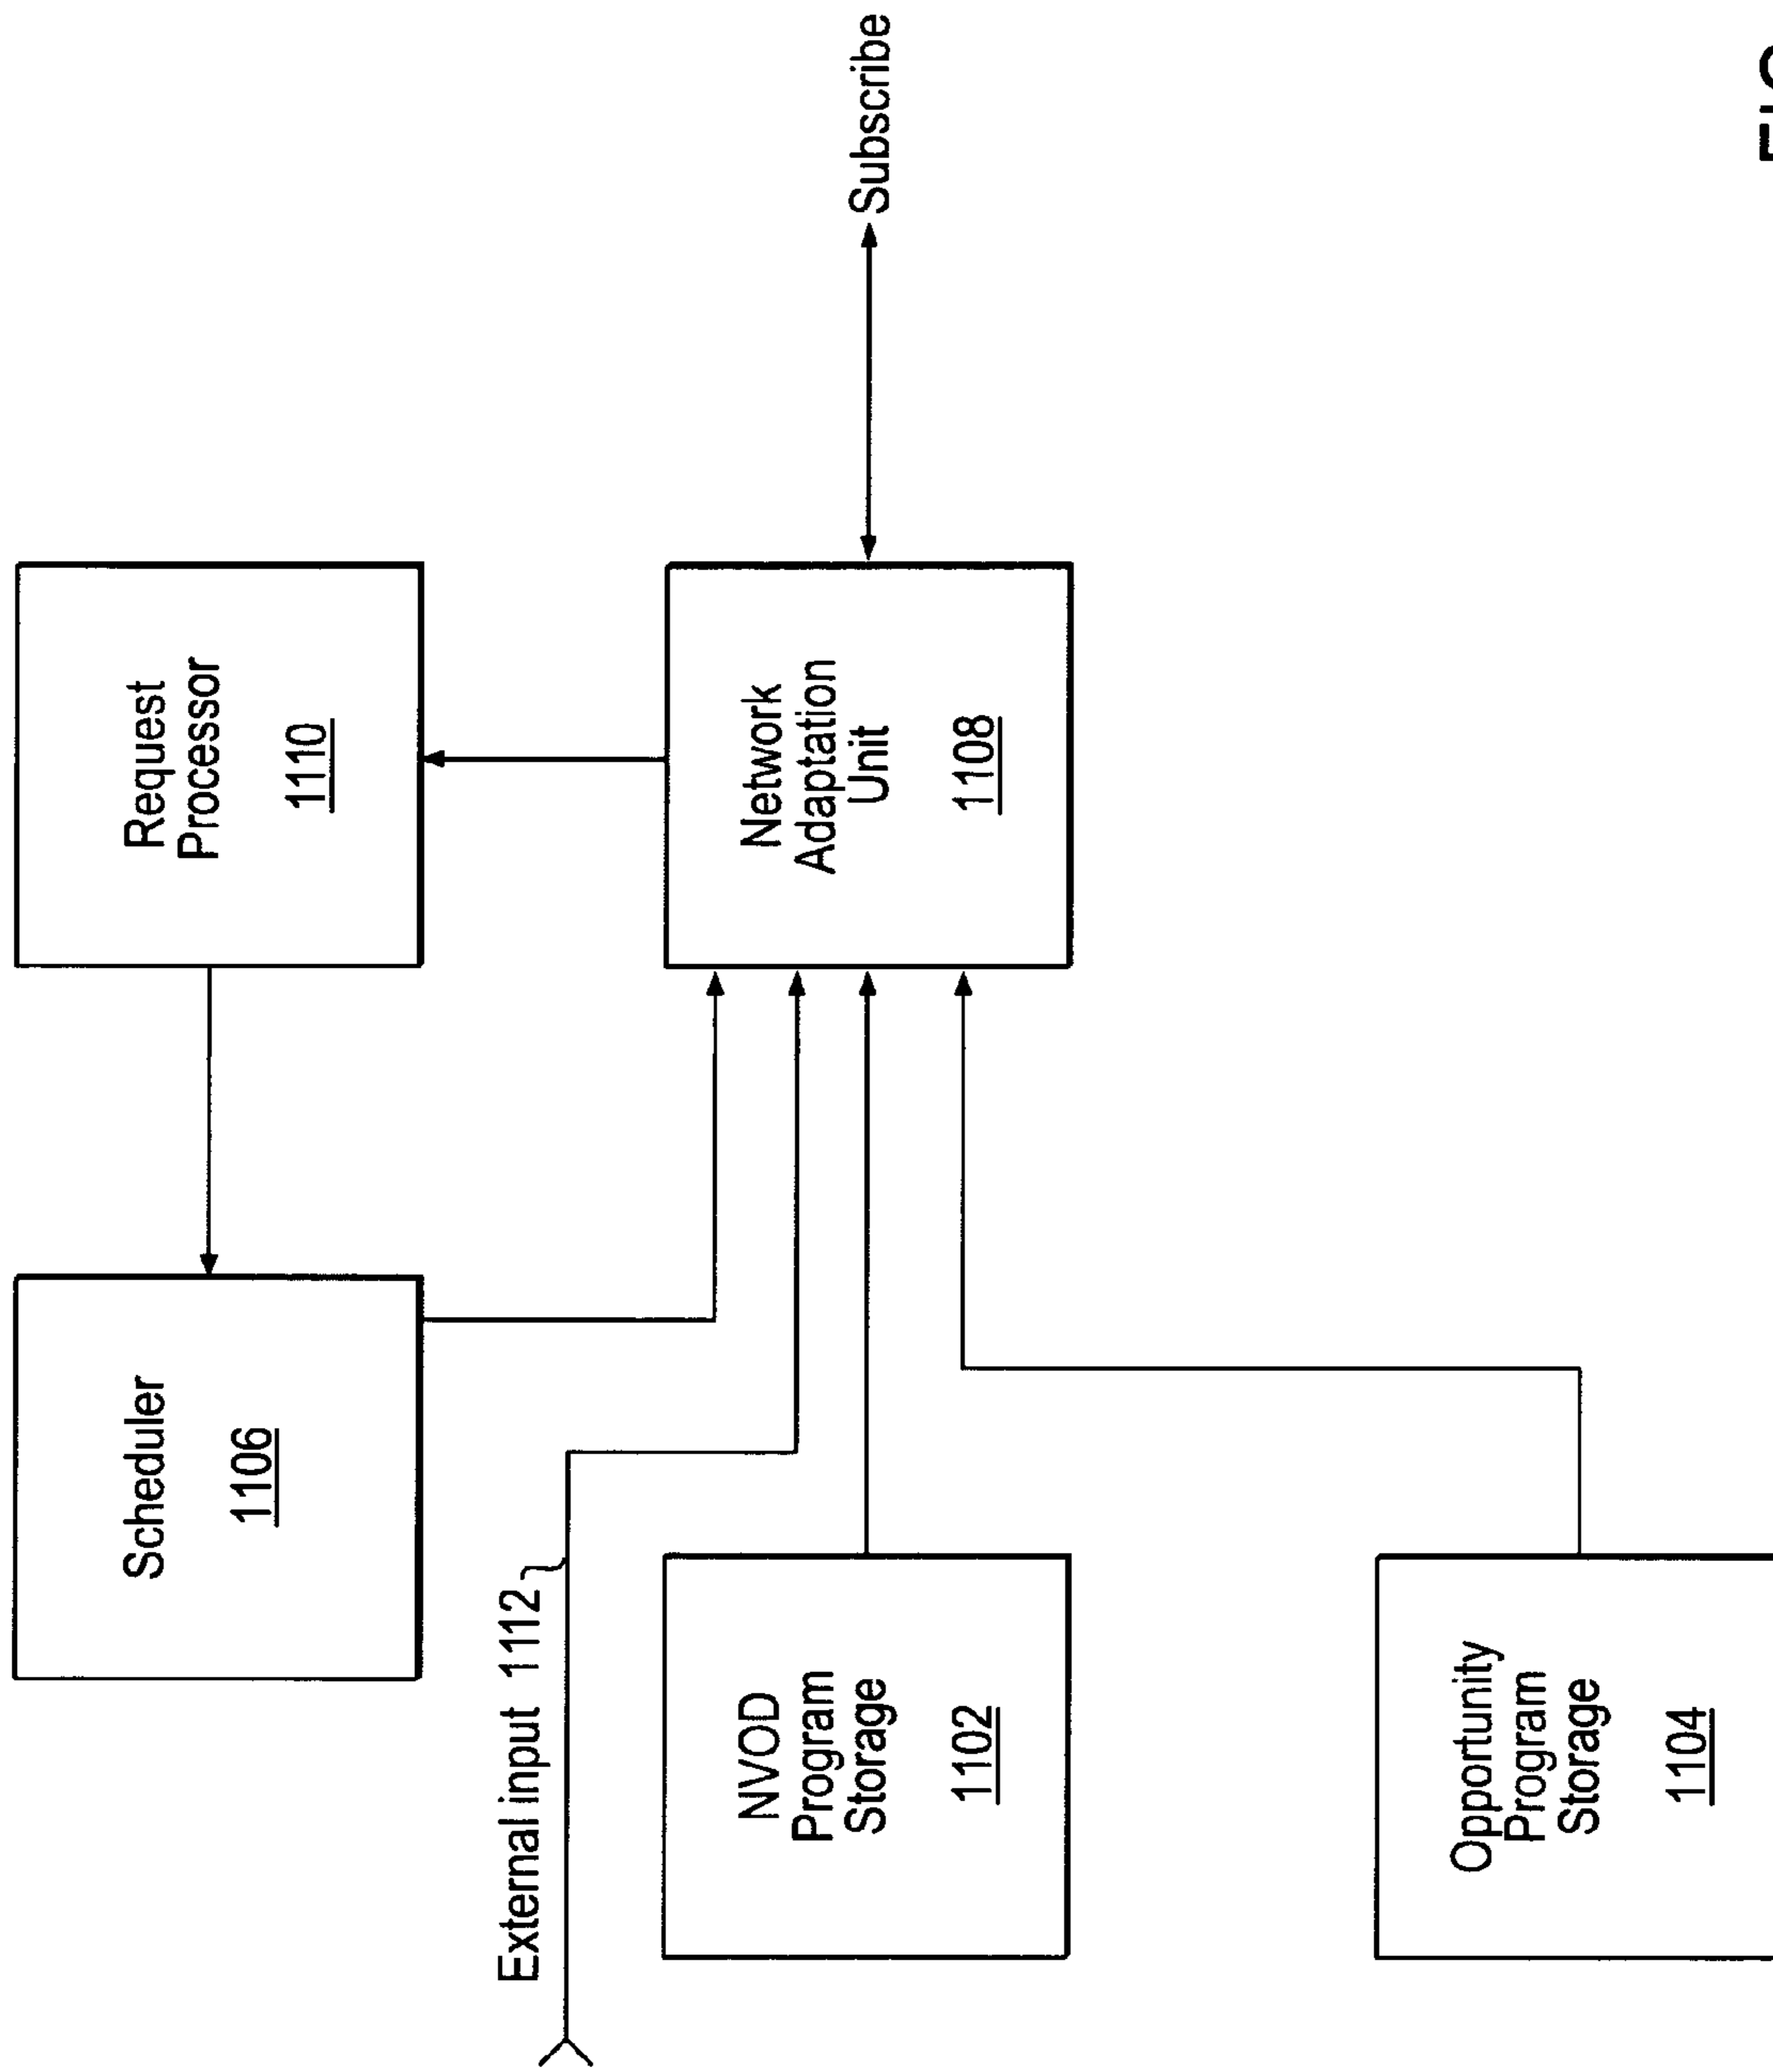 Scheduler
1106
Request
Processor
1110
External input 1112
NVOD
Program
Storage
1102
Network
Adaptation
Unit
1108
Subscribe
Opportunity
Program
Storage
1104